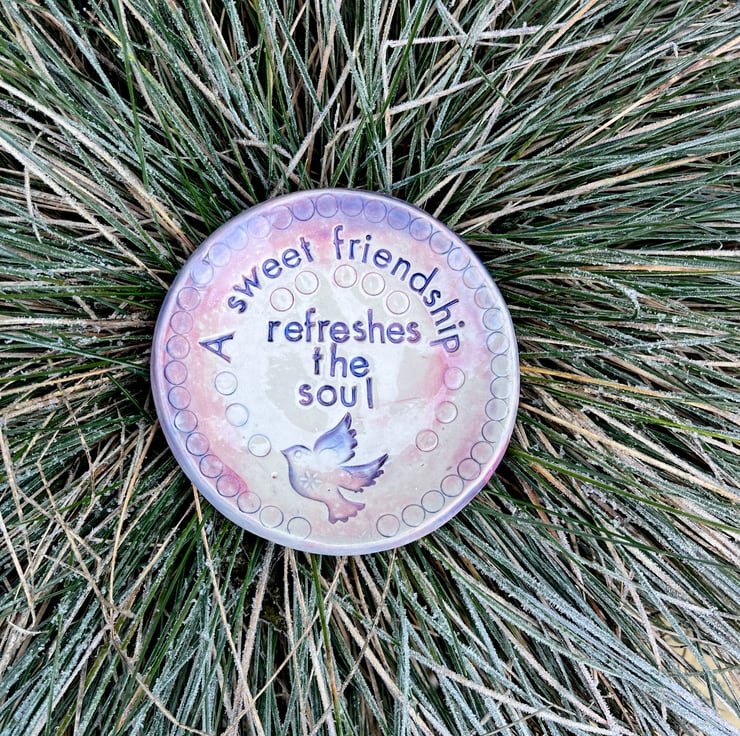 A sweet friendship
refreshes
the
soul